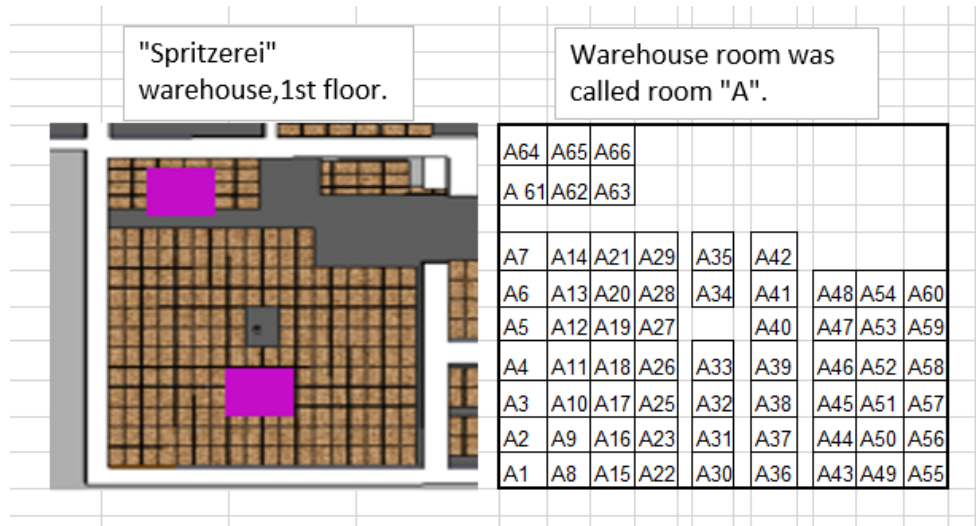 "Spritzerei"
warehouse,1st floor.
Warehouse room was
called room "A".
A64 A65 A66
A 61 A62 A63
A7 A14 A21 A29 A35 A42
A6 A13 A20 A28 A34 A41 A48 A54 A60
A5 A12 A19 A27 A40 A47 A53 A59
A4 A11 A18 A26 A33 A39 A46 A52 A58
A3 A10 A17 A25 A32 A38 A45 A51 A57
A2 A9 A16 A23 A31 A37 A44 A50 A56
A1 A8 A15 A22 A30 A36 A43 A49 A55